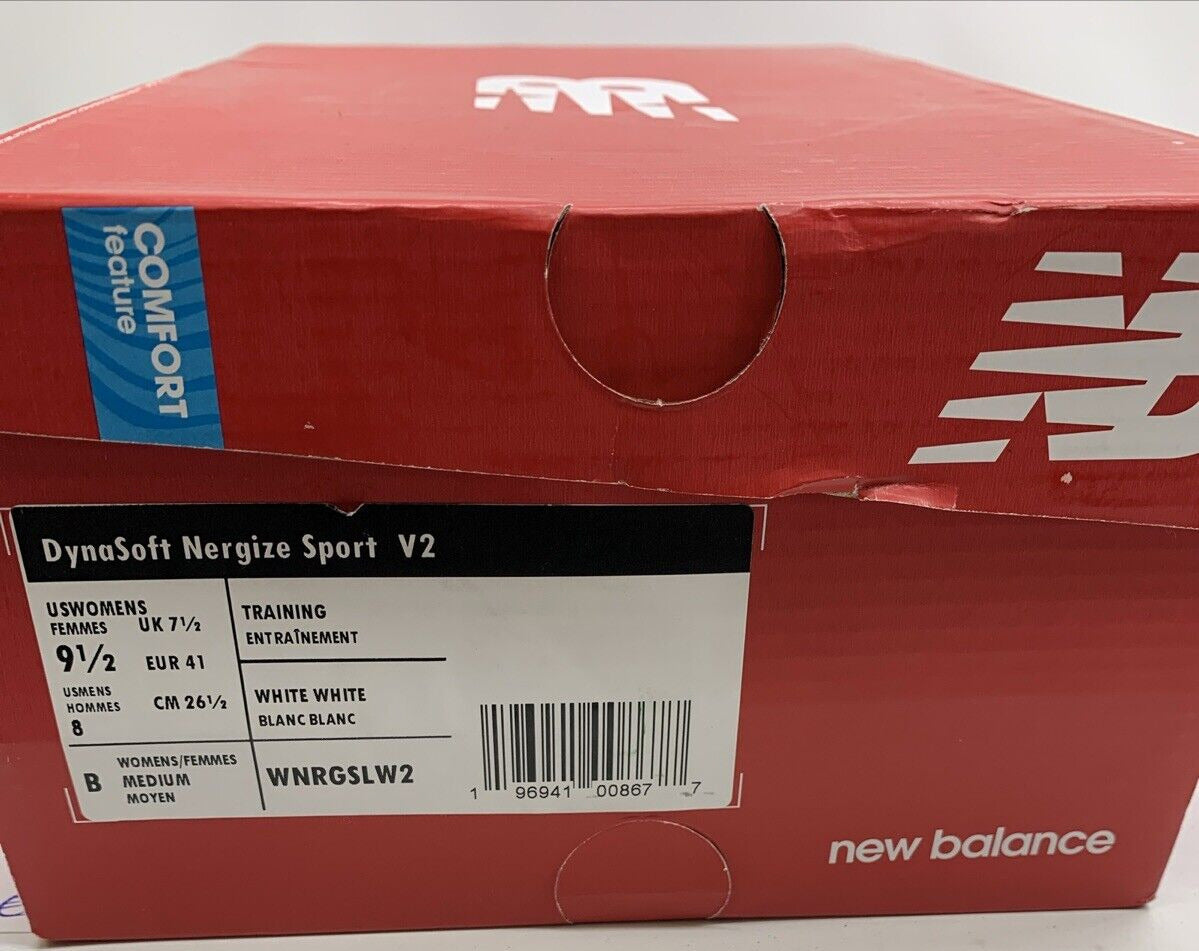 COMFORT
feature
DynaSoft Nergize Sport V2
USWOMENS
FEMMES
UK 7½
9½
EUR 41
USMENS
HOMMES
CM 26½
8
TRAINING
ENTRAÎNEMENT
WHITE WHITE
BLANC BLANC
B
WOMENS/FEMMES
MEDIUM
MOYEN
WNRGSLW2
1 96941 00867 7
new balance